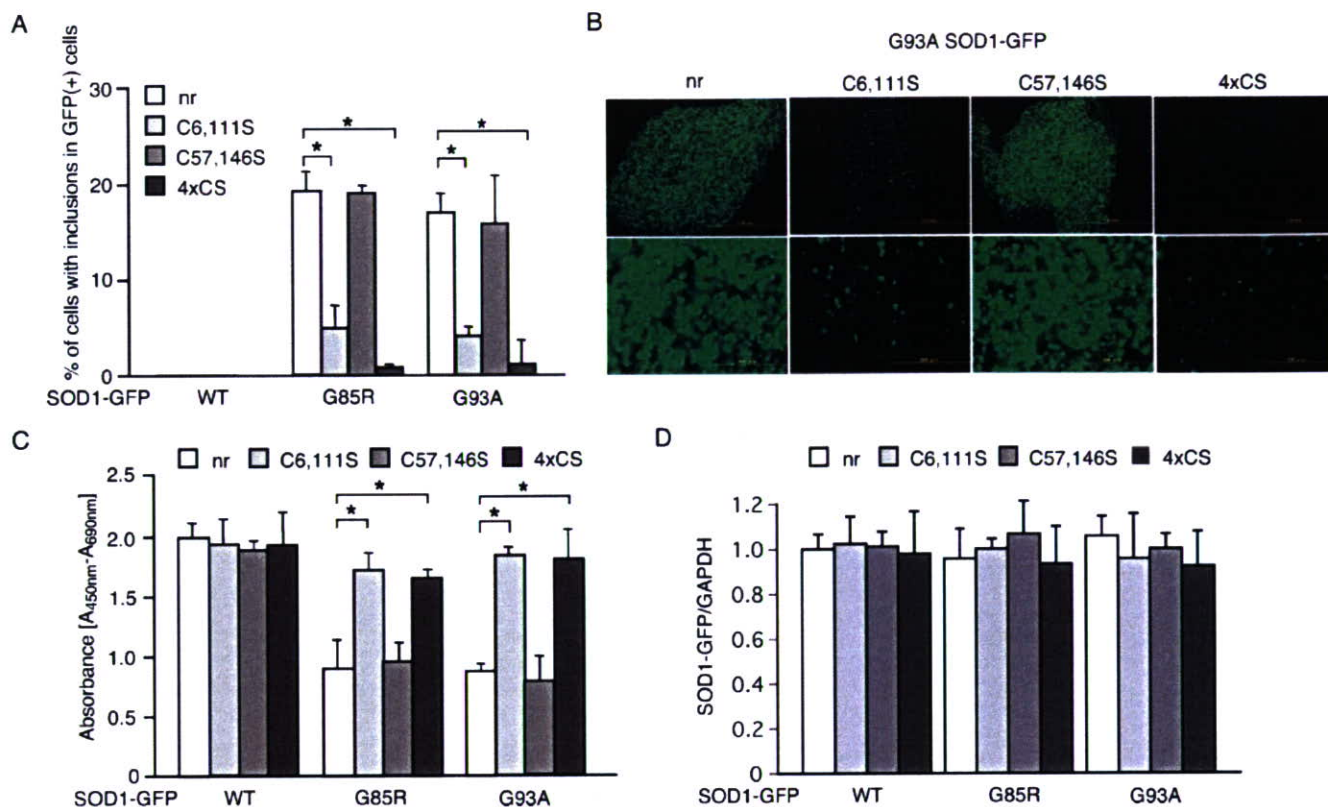 A
% of cells with inclusions in GFP(+) cells
30
20
10
0
nr
C6,111S
C57,146S
4xCS
* *
* *
SOD1-GFP WT G85R G93A
B
G93A SOD1-GFP
nr C6,111S C57,146S 4xCS
C
nr C6,111S C57,146S 4xCS
Absorbance [A450nm-A690nm]
2.5
2.0
1.5
1.0
0.5
0
* *
* *
SOD1-GFP WT G85R G93A
D
nr C6,111S C57,146S 4xCS
SOD1-GFP/GAPDH
1.2
1.0
0.8
0.6
0.4
0.2
0
SOD1-GFP WT G85R G93A